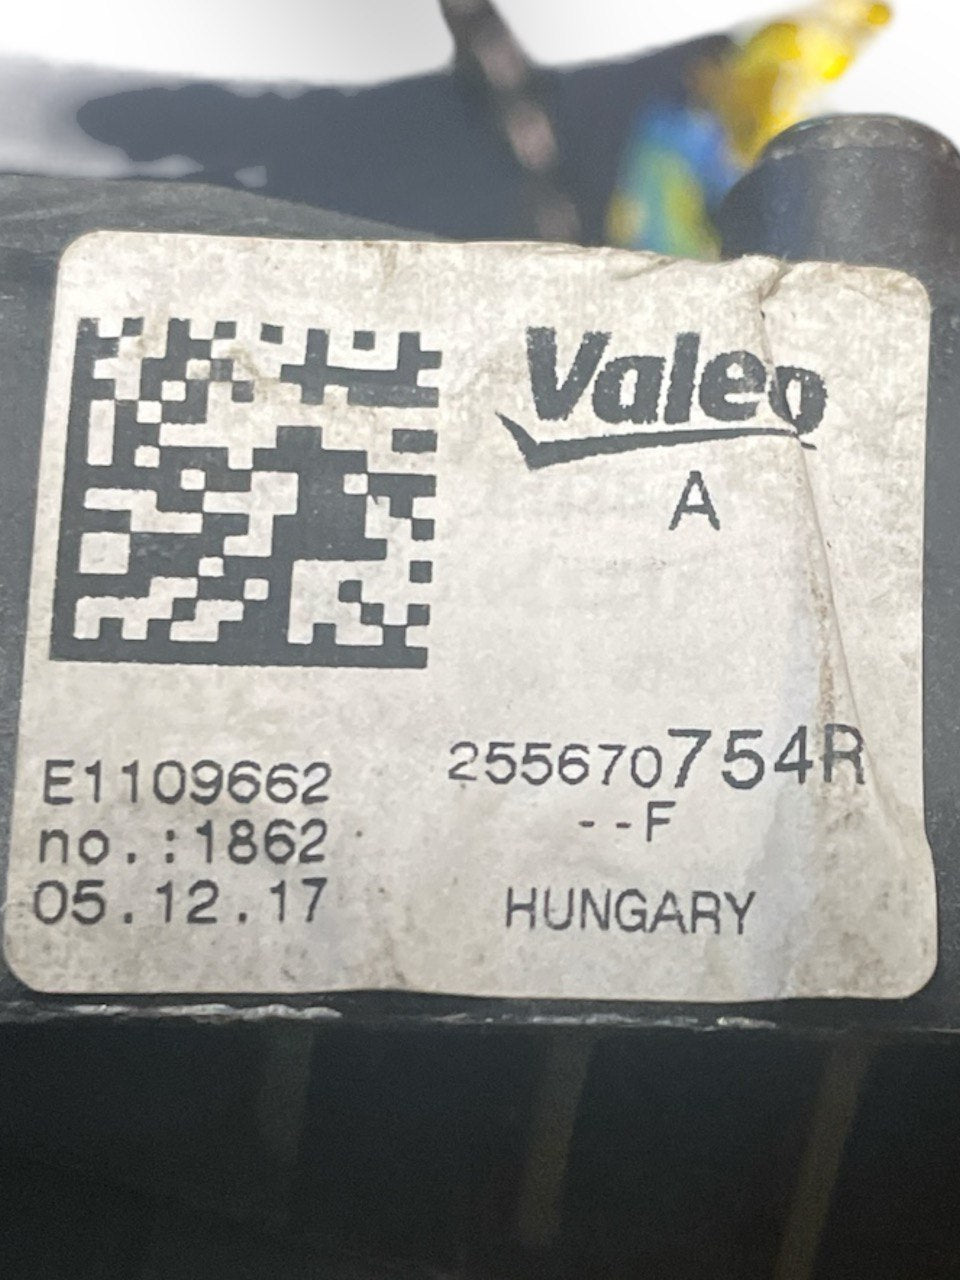 Valeo
A
255670754R
--F
E1109662
no.:1862
05.12.17
HUNGARY